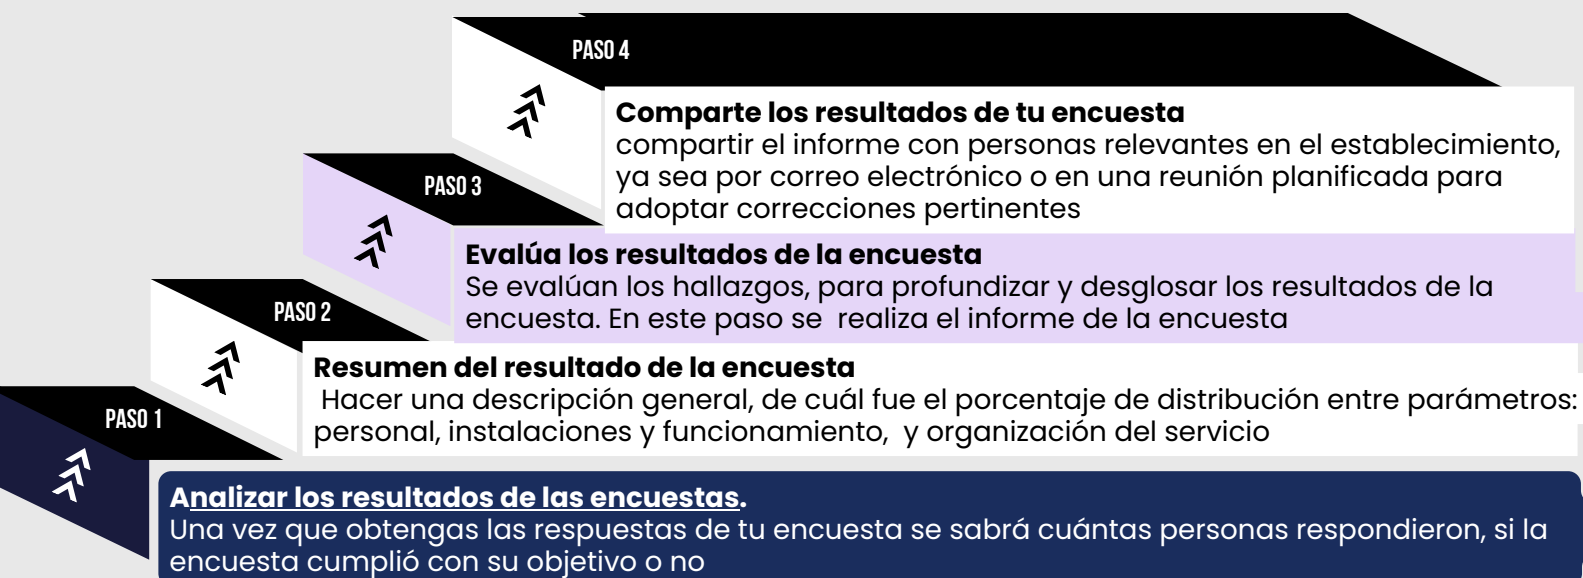 PASO 4
Comparte los resultados de tu encuesta
compartir el informe con personas relevantes en el establecimiento,
ya sea por correo electrónico o en una reunión planificada para
adoptar correcciones pertinentes
PASO 3
Evalúa los resultados de la encuesta
Se evalúan los hallazgos, para profundizar y desglosar los resultados de la
encuesta. En este paso se realiza el informe de la encuesta
PASO 2
Resumen del resultado de la encuesta
Hacer una descripción general, de cuál fue el porcentaje de distribución entre parámetros:
personal, instalaciones y funcionamiento, y organización del servicio
PASO 1
Analizar los resultados de las encuestas.
Una vez que obtengas las respuestas de tu encuesta se sabrá cuántas personas respondieron, si la
encuesta cumplió con su objetivo o no